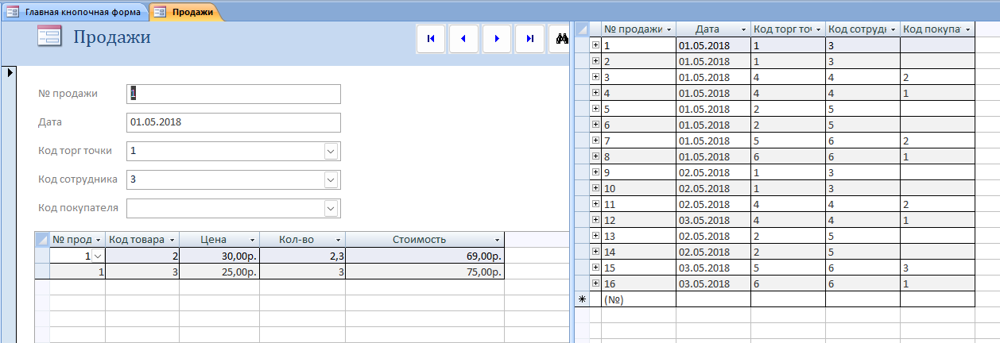 Главная кнопочная форма
Продажи
Продажи
№ продажи 1
Дата 01.05.2018
Код торг точки 1
Код сотрудника 3
Код покупателя
№ прод Код товара Цена Кол-во Стоимость
1 2 30,00р. 2,3 69,00р.
1 3 25,00р. 3 75,00р.
№ продажи Дата Код торг точ Код сотрудн Код покупат
1 01.05.2018 1 3
2 01.05.2018 1 3
3 01.05.2018 4 4 2
4 01.05.2018 4 4 1
5 01.05.2018 2 5
6 01.05.2018 2 5
7 01.05.2018 5 6 2
8 01.05.2018 6 6 1
9 02.05.2018 1 3
10 02.05.2018 1 3
11 02.05.2018 4 4 2
12 03.05.2018 4 4 1
13 02.05.2018 2 5
14 02.05.2018 2 5
15 03.05.2018 5 6 3
16 03.05.2018 6 6 1
(№)